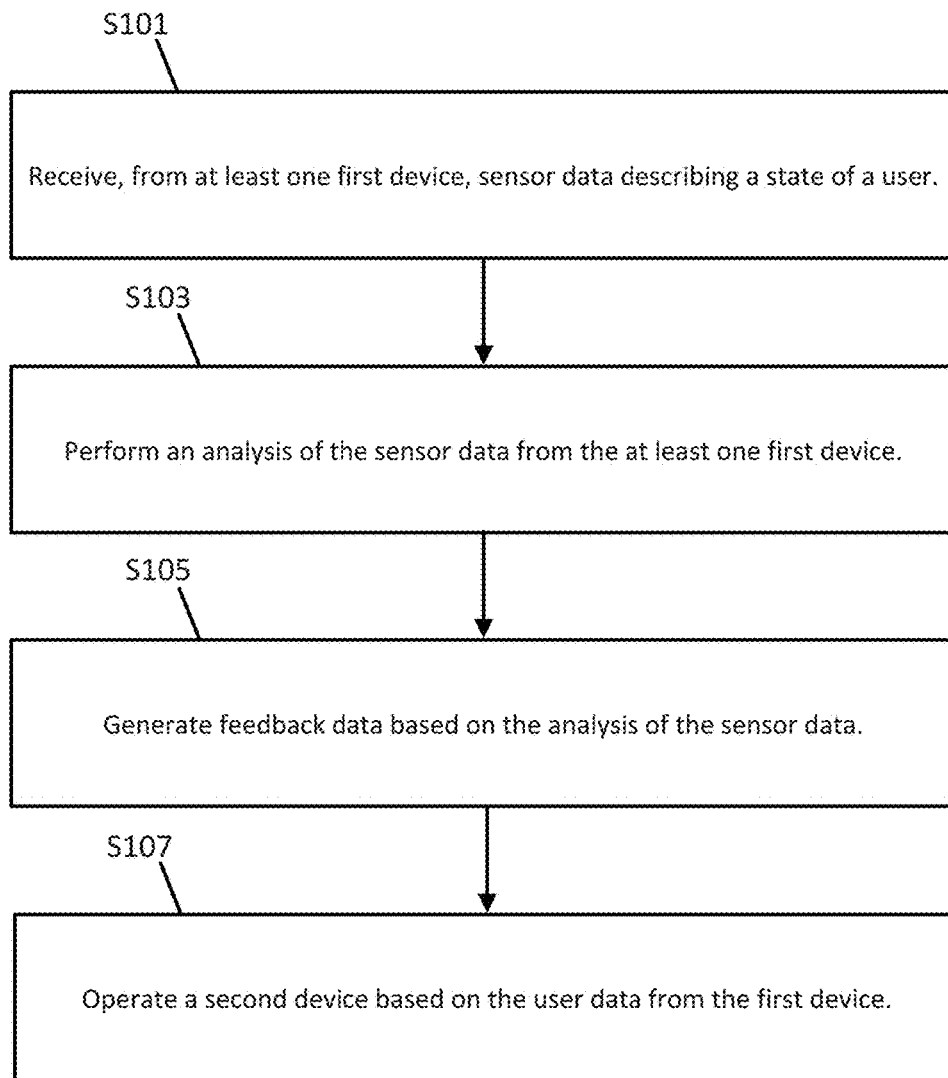 S101
Receive, from at least one first device, sensor data describing a state of a user.
S103
Perform an analysis of the sensor data from the at least one first device.
S105
Generate feedback data based on the analysis of the sensor data.
S107
Operate a second device based on the user data from the first device.